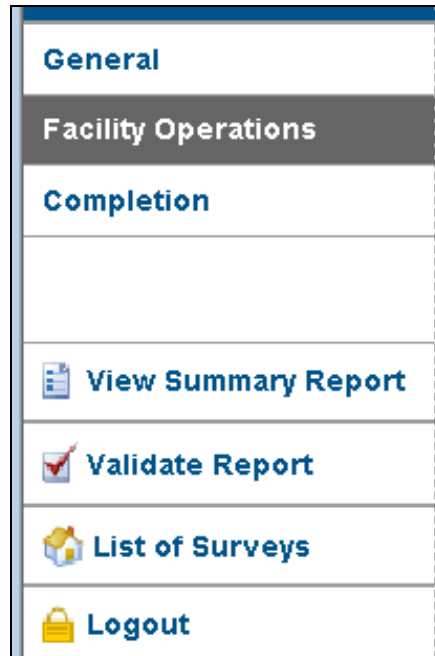 General
Facility Operations
Completion
View Summary Report
Validate Report
List of Surveys
Logout